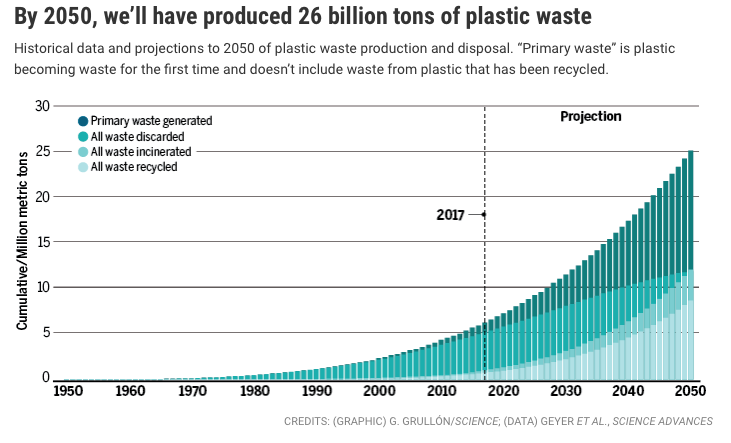 By 2050, we'll have produced 26 billion tons of plastic waste
Historical data and projections to 2050 of plastic waste production and disposal. “Primary waste” is plastic
becoming waste for the first time and doesn't include waste from plastic that has been recycled.
30
Projection
Primary waste generated
All waste discarded
25
All waste incinerated
All waste recycled
20
2017
15
10
5
0
Cumulative/Million metric tons
1950 1960 1970 1980 1990 2000 2010 2020 2030 2040 2050
CREDITS: (GRAPHIC) G. GRULLÓN/SCIENCE; (DATA) GEYER ET AL., SCIENCE ADVANCES